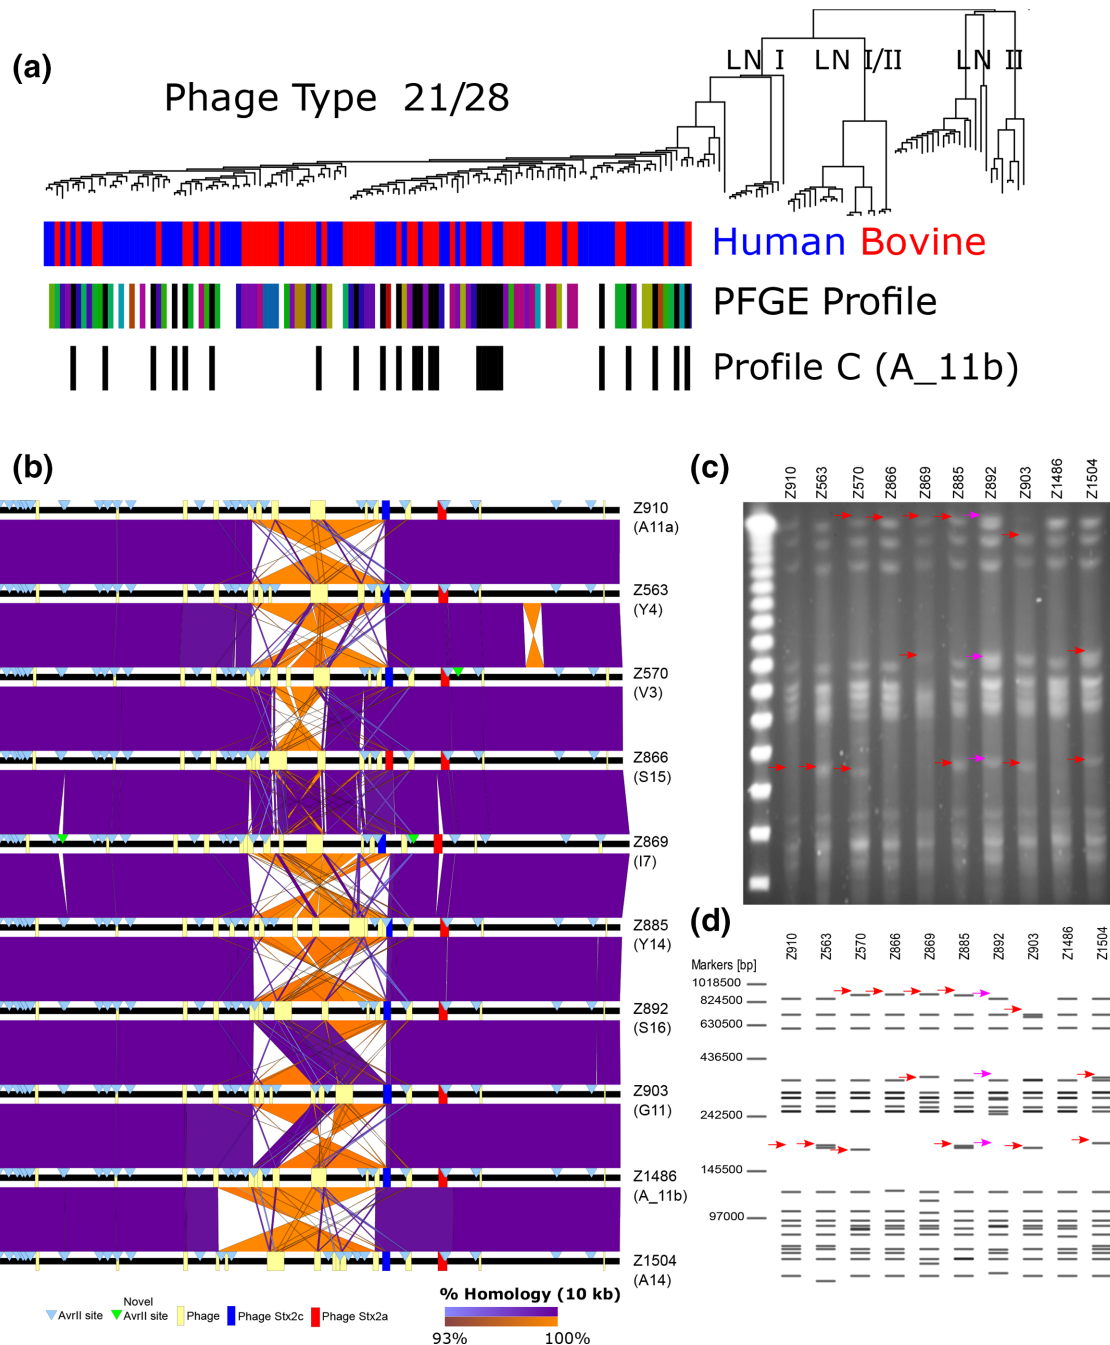 (a)
LN I LN I/II LN II
Phage Type 21/28
Human Bovine
PFGE Profile
Profile C (A_11b)
(b)
Z910
(A11a)
Z563
(Y4)
Z570
(V3)
Z866
(S15)
Z869
(I7)
Z885
(Y14)
Z892
(S16)
Z903
(G11)
Z1486
(A_11b)
Z1504
(A14)
AvrII site
Novel
AvrII site
Phage
Phage Stx2c
Phage Stx2a
% Homology (10 kb)
93% 100%
(c)
Z910 Z563 Z570 Z866 Z869 Z885 Z892 Z903 Z1486 Z1504
(d)
Z910 Z563 Z570 Z866 Z869 Z885 Z892 Z903 Z1486 Z1504
Markers [bp]
1018500
824500
630500
436500
242500
145500
97000